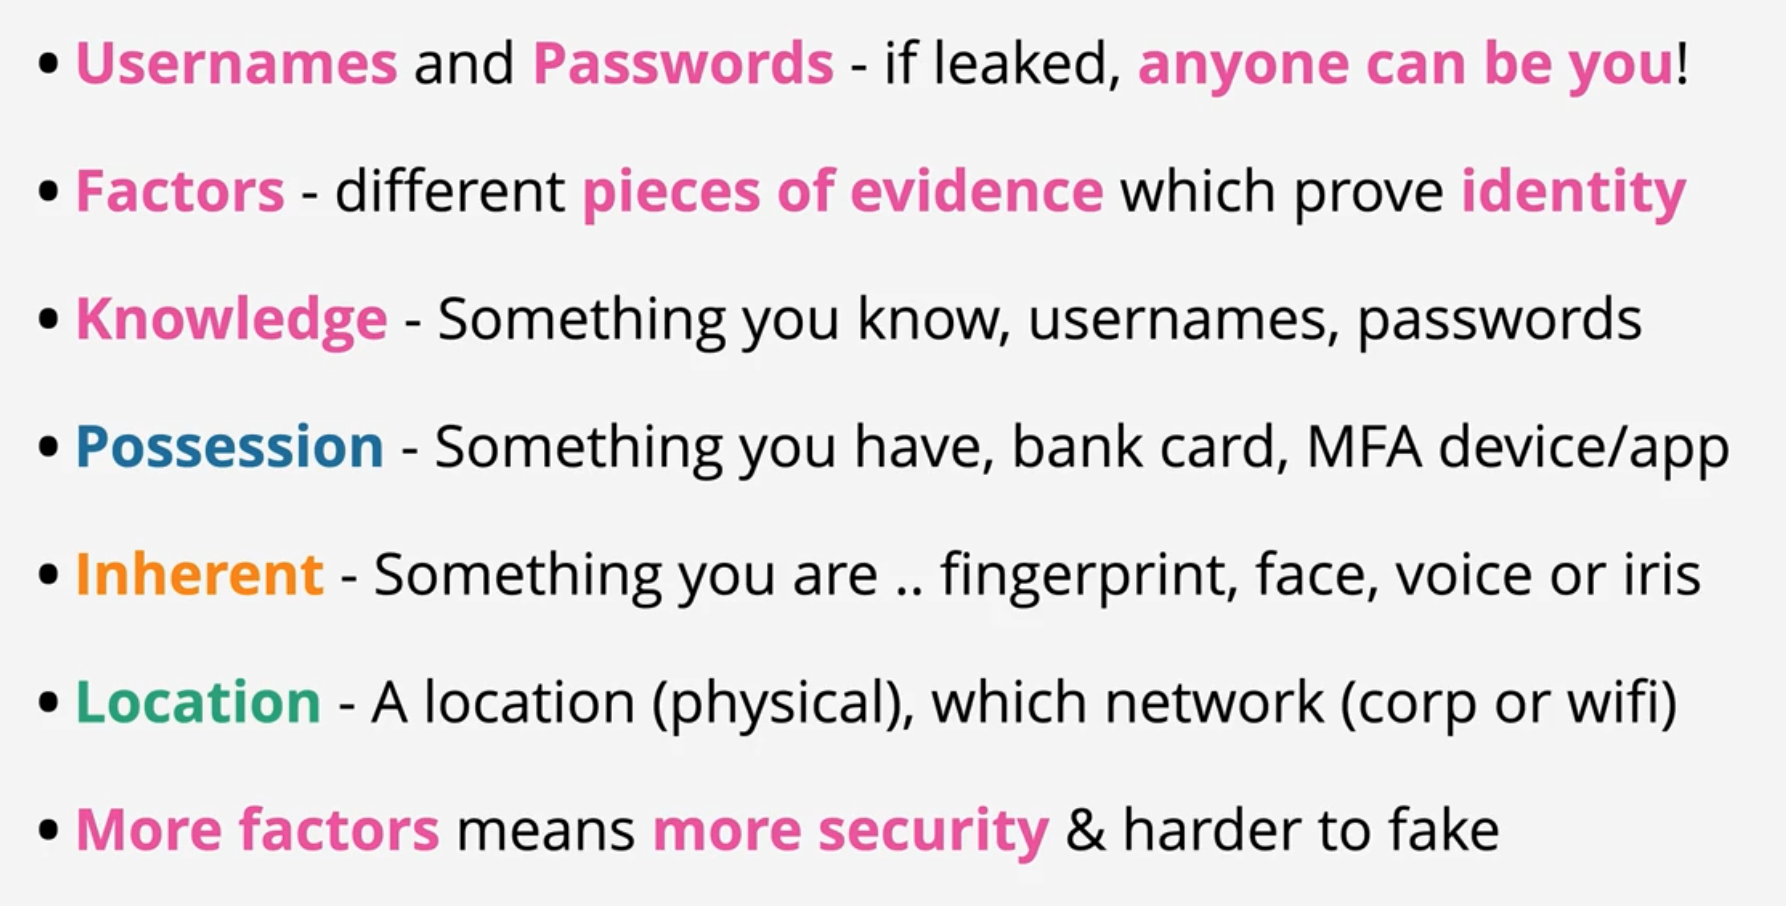 • Usernames and Passwords - if leaked, anyone can be you!
• Factors - different pieces of evidence which prove identity
• Knowledge - Something you know, usernames, passwords
• Possession - Something you have, bank card, MFA device/app
• Inherent - Something you are .. fingerprint, face, voice or iris
• Location - A location (physical), which network (corp or wifi)
• More factors means more security & harder to fake